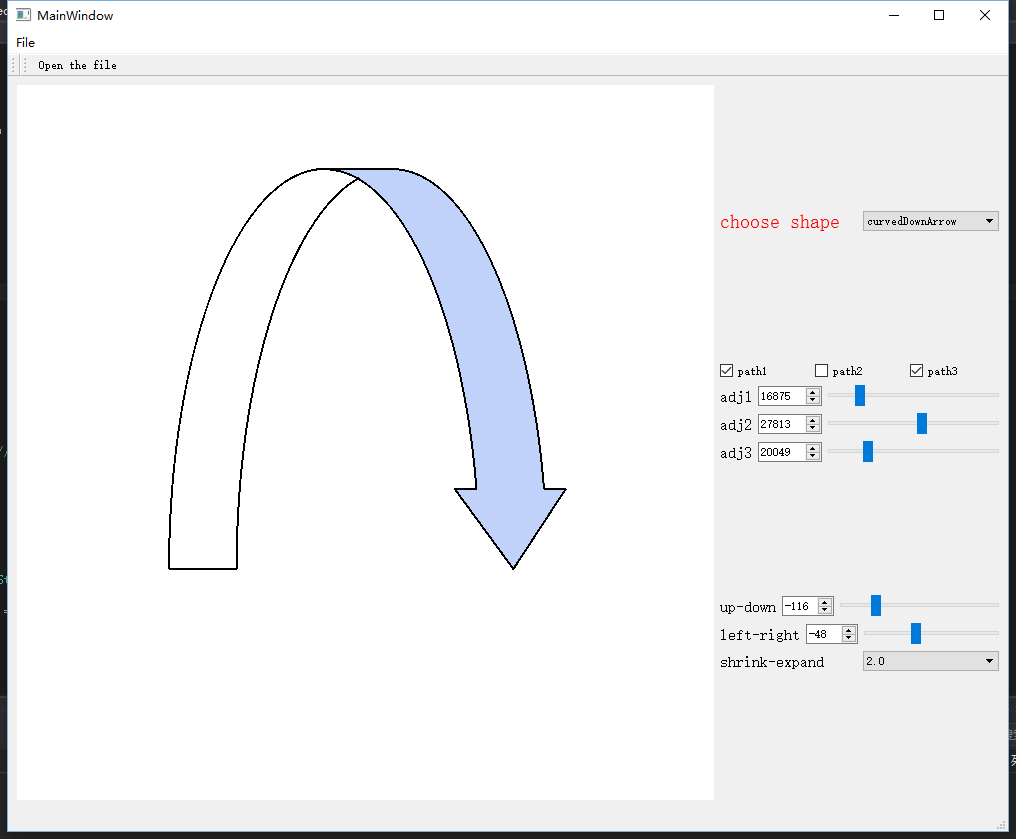 MainWindow
File
Open the file
choose shape curvedDownArrow
path1 path2 path3
adj1 16875
adj2 27813
adj3 20049
up-down -116
left-right -48
shrink-expand 2.0